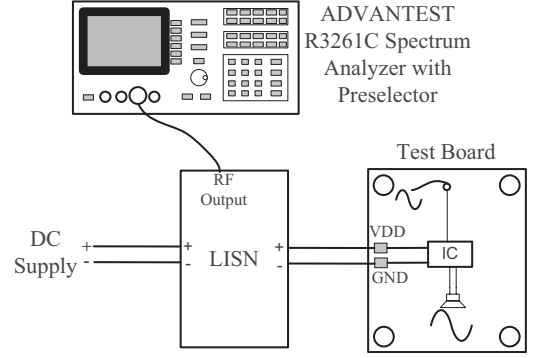 ADVANTEST
R3261C Spectrum
Analyzer with
Preselector
Test Board
RF
Output
VDD
DC
Supply
+
-
+
-
LISN
+
-
IC
GND